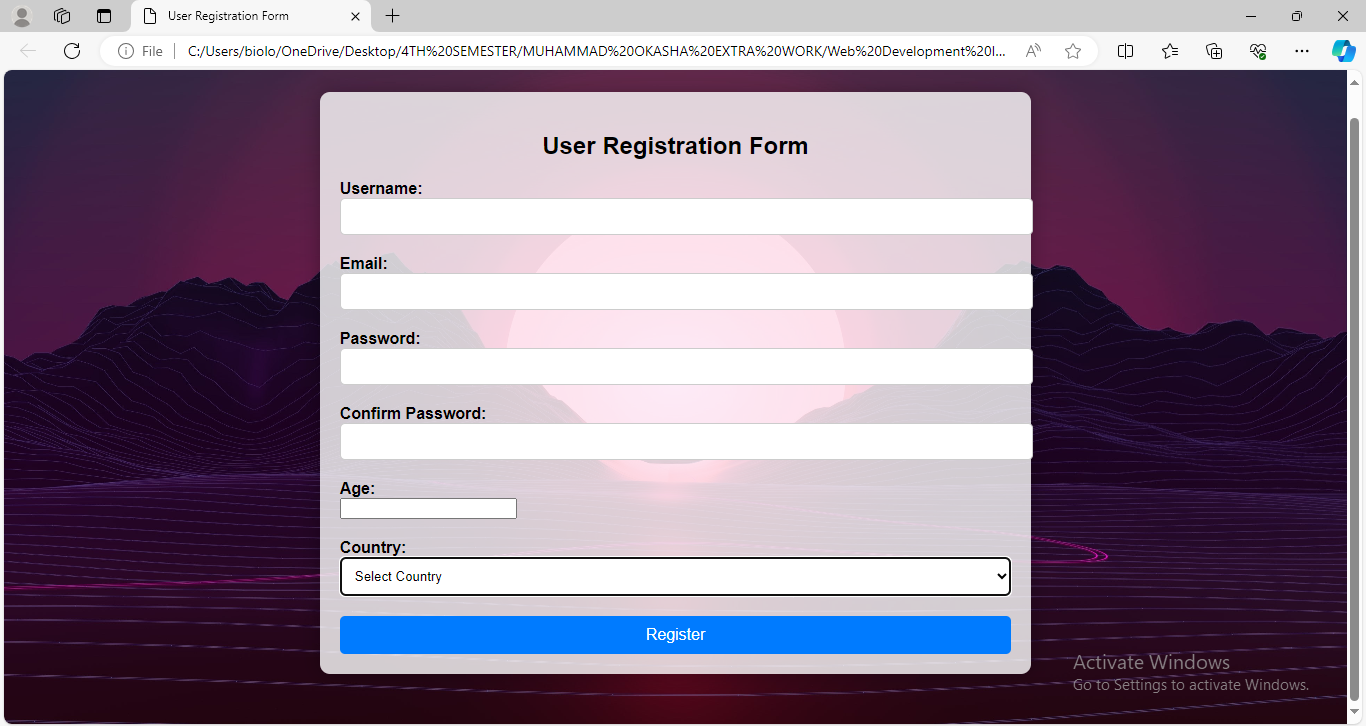 User Registration Form
File
C:/Users/biolo/OneDrive/Desktop/4TH%20SEMESTER/MUHAMMAD%20OKASHA%20EXTRA%20WORK/Web%20Development%20I...
User Registration Form
Username:
Email:
Password:
Confirm Password:
Age:
Country:
Select Country
Register
Activate Windows
Go to Settings to activate Windows.